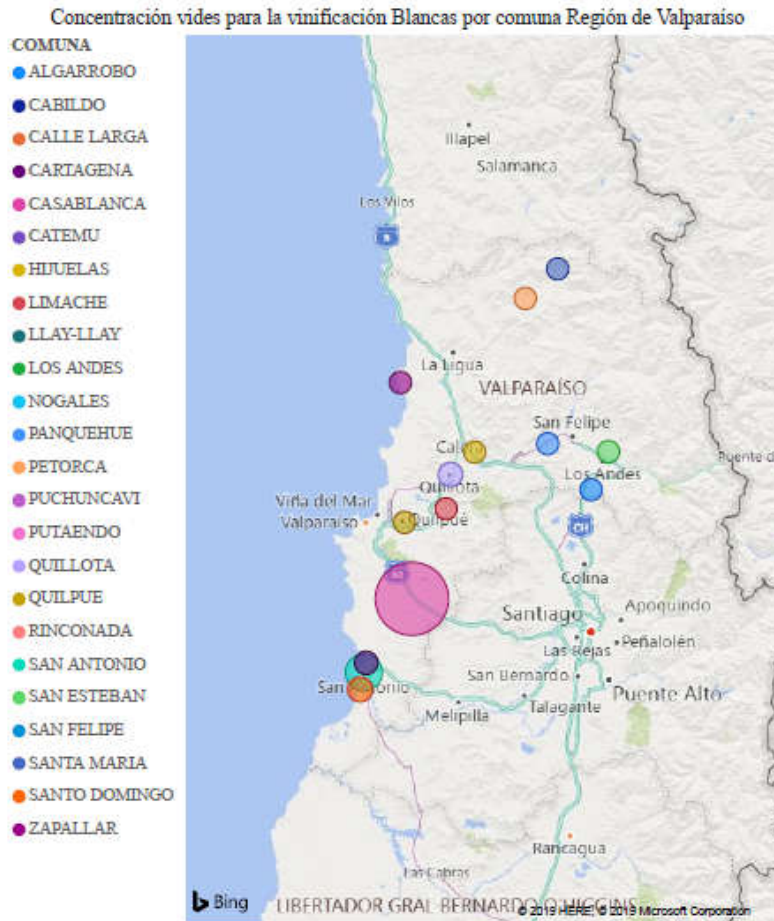 Concentración vides para la vinificación Blancas por comuna Región de Valparaíso
COMUNA
ALGARROBO
CABILDO
CALLE LARGA
CARTAGENA
CASABLANCA
CATEMU
HIJUELAS
LIMACHE
LLAY-LLAY
LOS ANDES
NOGALES
PANQUEHUE
PETORCA
PUCHUNCAVI
PUTAENDO
QUILLOTA
QUILPUE
RINCONADA
SAN ANTONIO
SAN ESTEBAN
SAN FELIPE
SANTA MARIA
SANTO DOMINGO
ZAPALLAR
Illapel
Salamanca
Los Vilos
5
La Ligua
VALPARAÍSO
San Felipe
Los Andes
Puente d
Quillota
Viña del Mar
Valparaíso
Quilpué
CH
Colina
Santiago
Apoquindo
Las Rejas
Peñalolén
San Bernardo
Puente Alto
San Antonio
Melipilla
Talagante
Rancagua
Las Cabras
Bing
LIBERTADOR GRAL BERNARDO O'HIGGINS
© 2019 HERE, © 2019 Microsoft Corporation